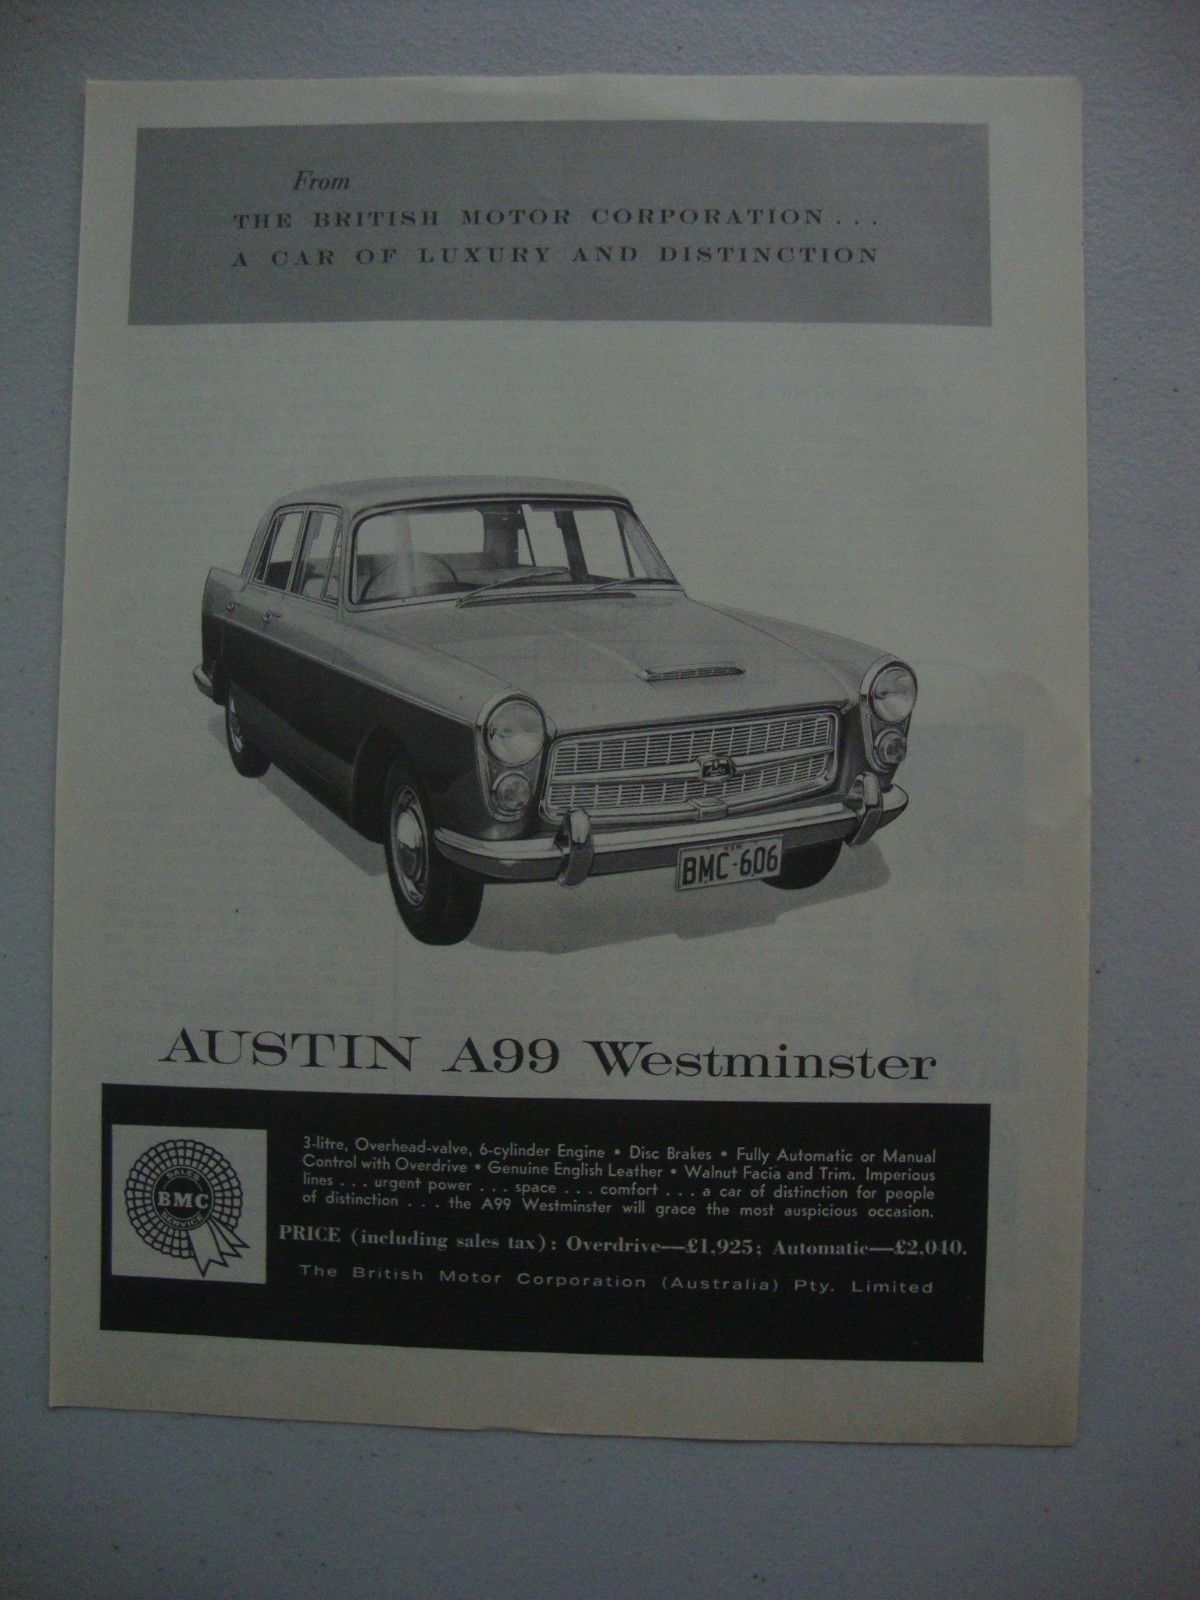 From
THE BRITISH MOTOR CORPORATION . . .
A CAR OF LUXURY AND DISTINCTION
NSW
BMC-606
AUSTIN A99 Westminster
SALES
BMC
SERVICE
3-litre, Overhead-valve, 6-cylinder Engine • Disc Brakes • Fully Automatic or Manual
Control with Overdrive • Genuine English Leather • Walnut Facia and Trim. Imperious
lines . . . urgent power . . . space . . . comfort . . . a car of distinction for people
of distinction . . . the A99 Westminster will grace the most auspicious occasion.
PRICE (including sales tax): Overdrive—£1,925; Automatic—£2,040.
The British Motor Corporation (Australia) Pty. Limited